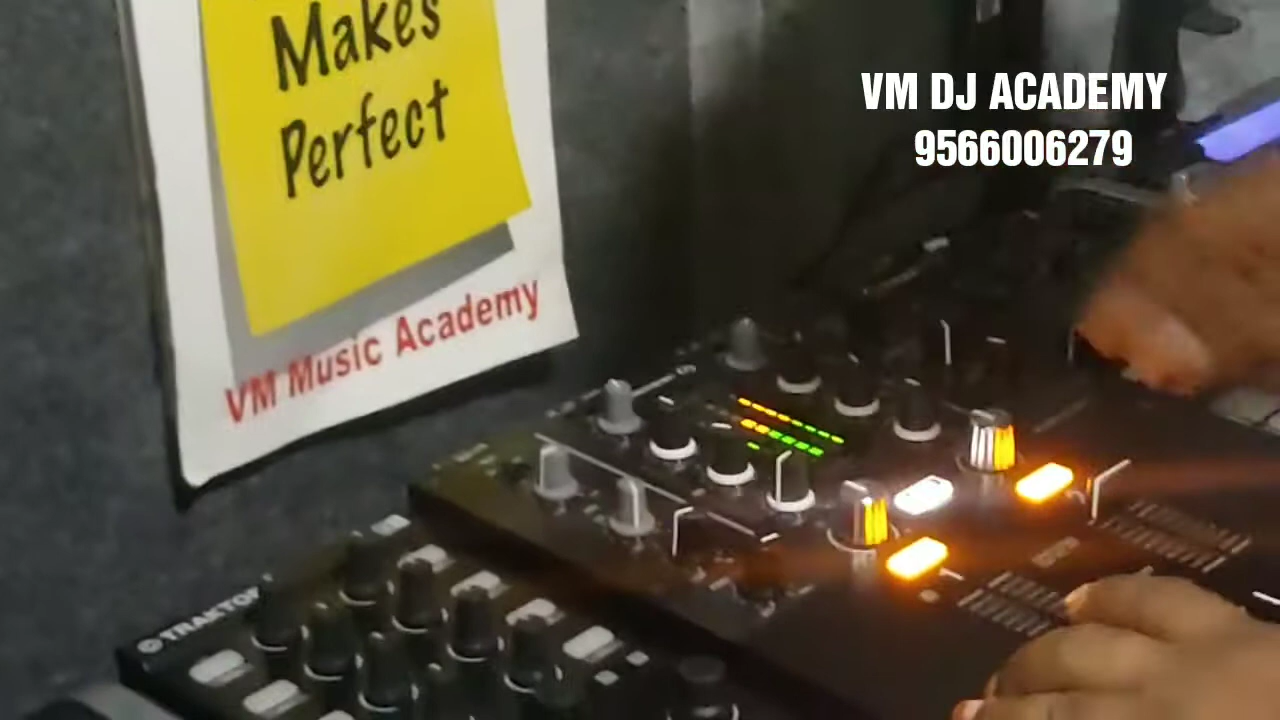 Makes
Perfect
VM Music Academy
VM DJ ACADEMY
9566006279
TRAKTOR